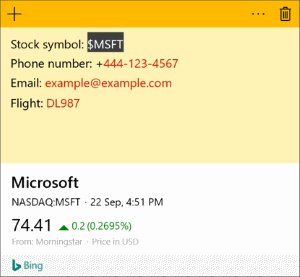 Stock symbol: $MSFT
Phone number: +444-123-4567
Email: example@example.com
Flight: DL987
Microsoft
NASDAQ:MSFT · 22 Sep, 4:51 PM
74.41 ▲ 0.2 (0.2695%)
From: Morningstar · Price in USD
Bing